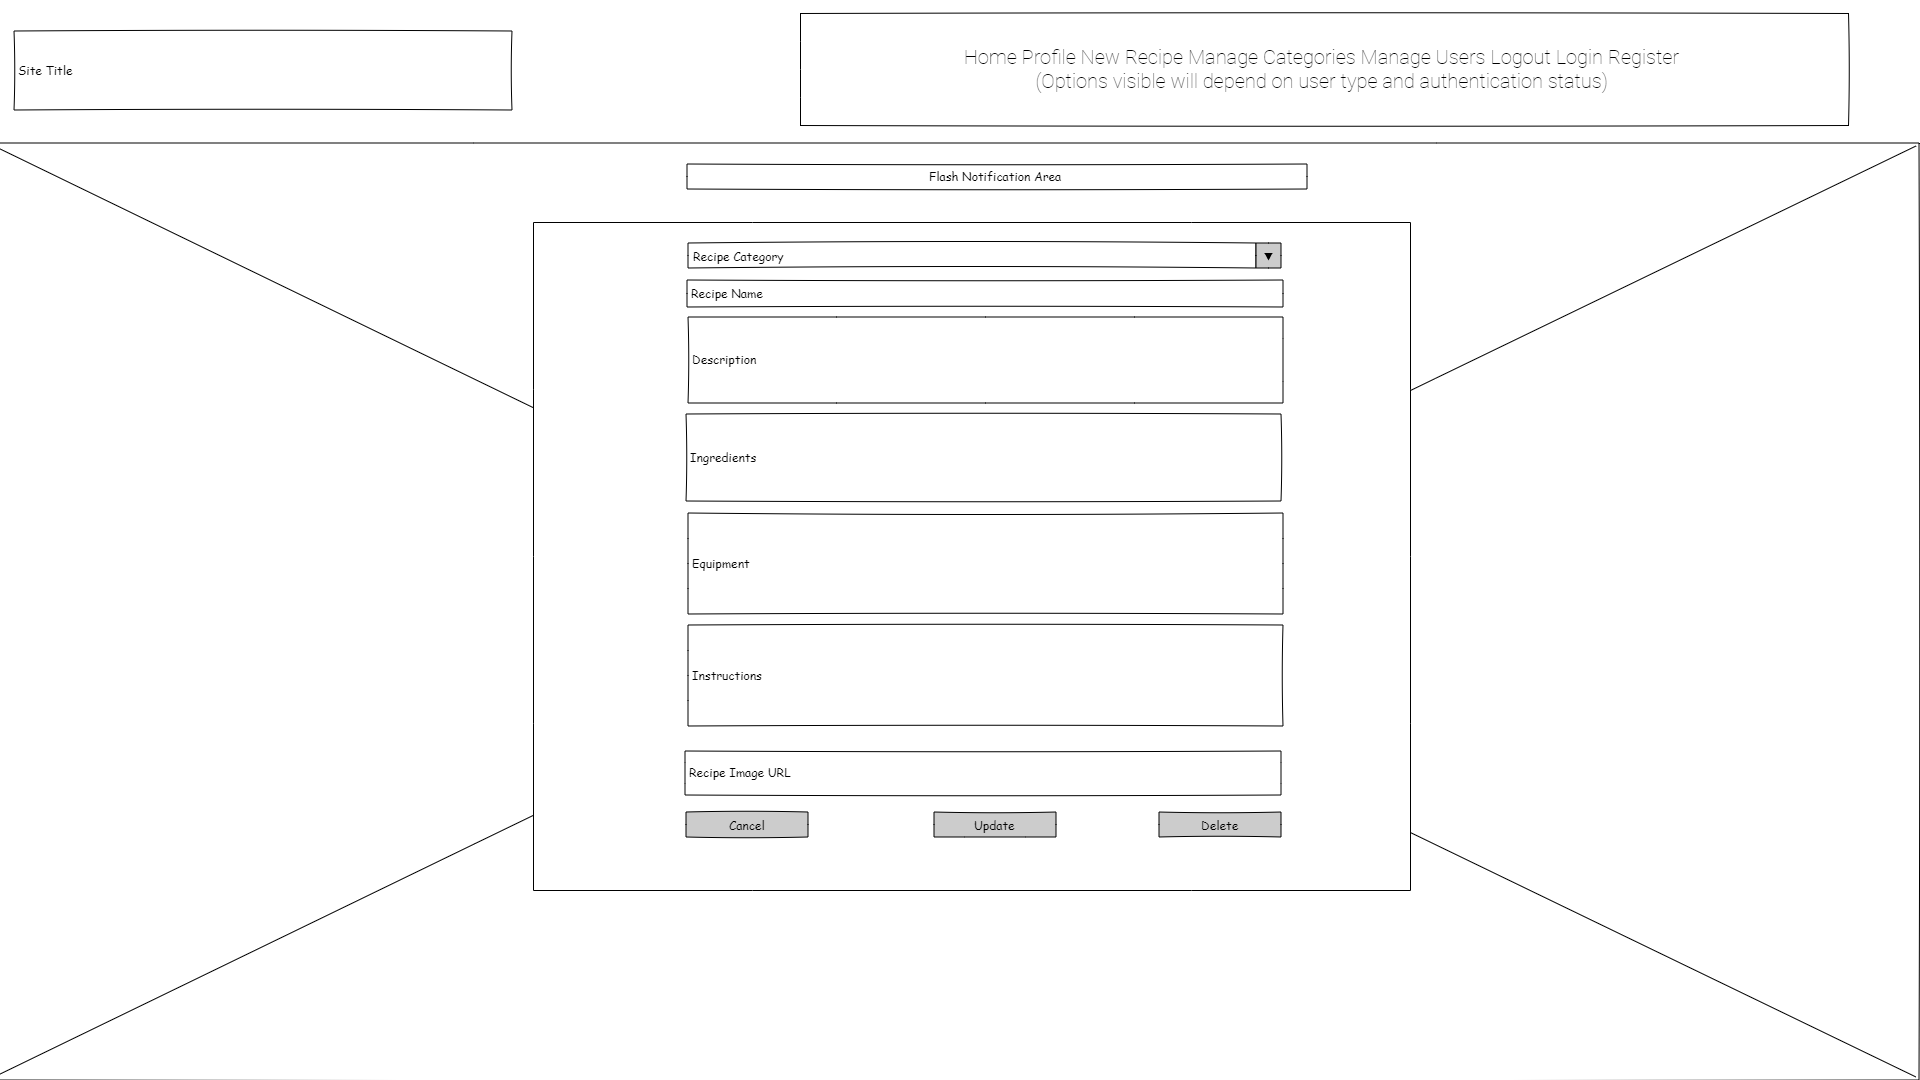 Site Title
Home Profile New Recipe Manage Categories Manage Users Logout Login Register
(Options visible will depend on user type and authentication status)
Flash Notification Area
Recipe Category
Recipe Name
Description
Ingredients
Equipment
Instructions
Recipe Image URL
Cancel
Update
Delete